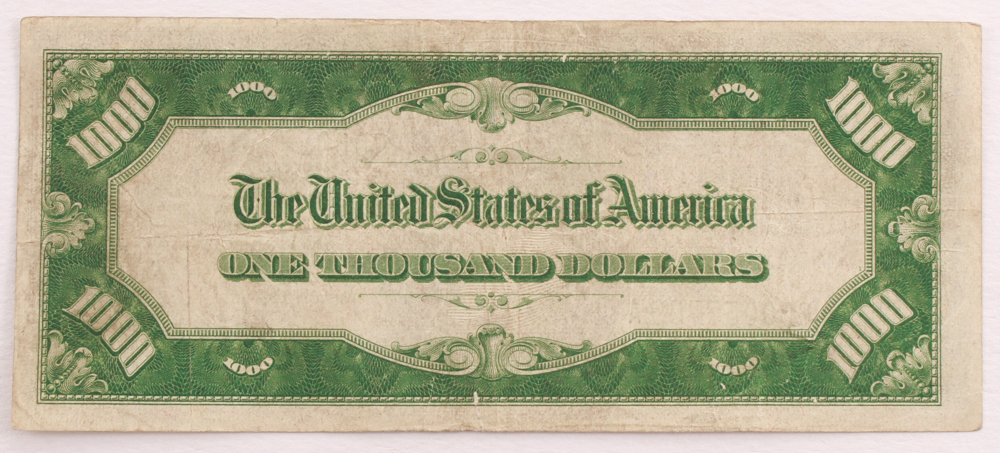 1000 1000 1000 1000
The United States of America
ONE THOUSAND DOLLARS
1000 1000 1000 1000